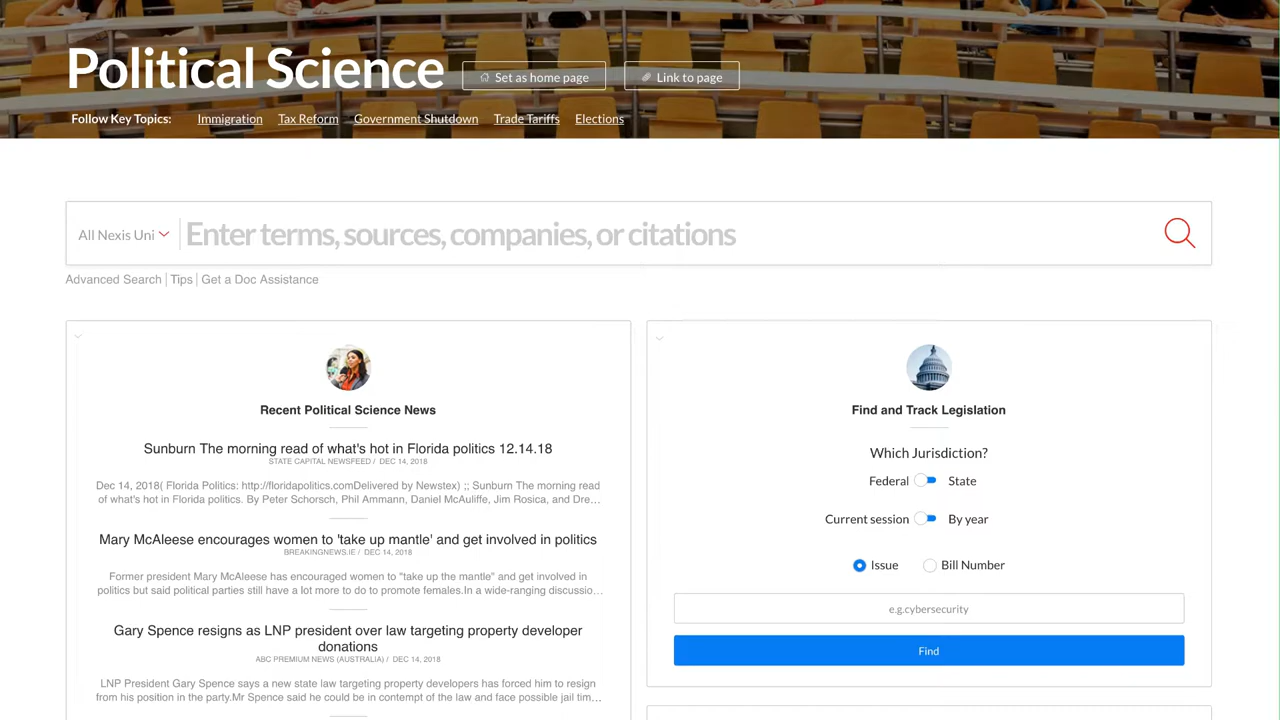 Political Science
Set as home page
Link to page
Follow Key Topics: Immigration Tax Reform Government Shutdown Trade Tariffs Elections
All Nexis Uni
Enter terms, sources, companies, or citations
Advanced Search | Tips | Get a Doc Assistance
Recent Political Science News
Sunburn The morning read of what's hot in Florida politics 12.14.18
STATE CAPITAL NEWSFEED / DEC 14, 2018
Dec 14, 2018( Florida Politics: http://floridapolitics.comDelivered by Newstex) ;; Sunburn The morning read
of what's hot in Florida politics. By Peter Schorsch, Phil Ammann, Daniel McAuliffe, Jim Rosica, and Dre…
Mary McAleese encourages women to 'take up mantle' and get involved in politics
BREAKINGNEWS.IE / DEC 14, 2018
Former president Mary McAleese has encouraged women to "take up the mantle" and get involved in
politics but said political parties still have a lot more to do to promote females.In a wide-ranging discussio…
Gary Spence resigns as LNP president over law targeting property developer
donations
ABC PREMIUM NEWS (AUSTRALIA) / DEC 14, 2018
LNP President Gary Spence says a new state law targeting property developers has forced him to resign
from his position in the party.Mr Spence said he could be in contempt of the law and face possible jail tim…
Find and Track Legislation
Which Jurisdiction?
Federal State
Current session By year
Issue Bill Number
e.g.cybersecurity
Find